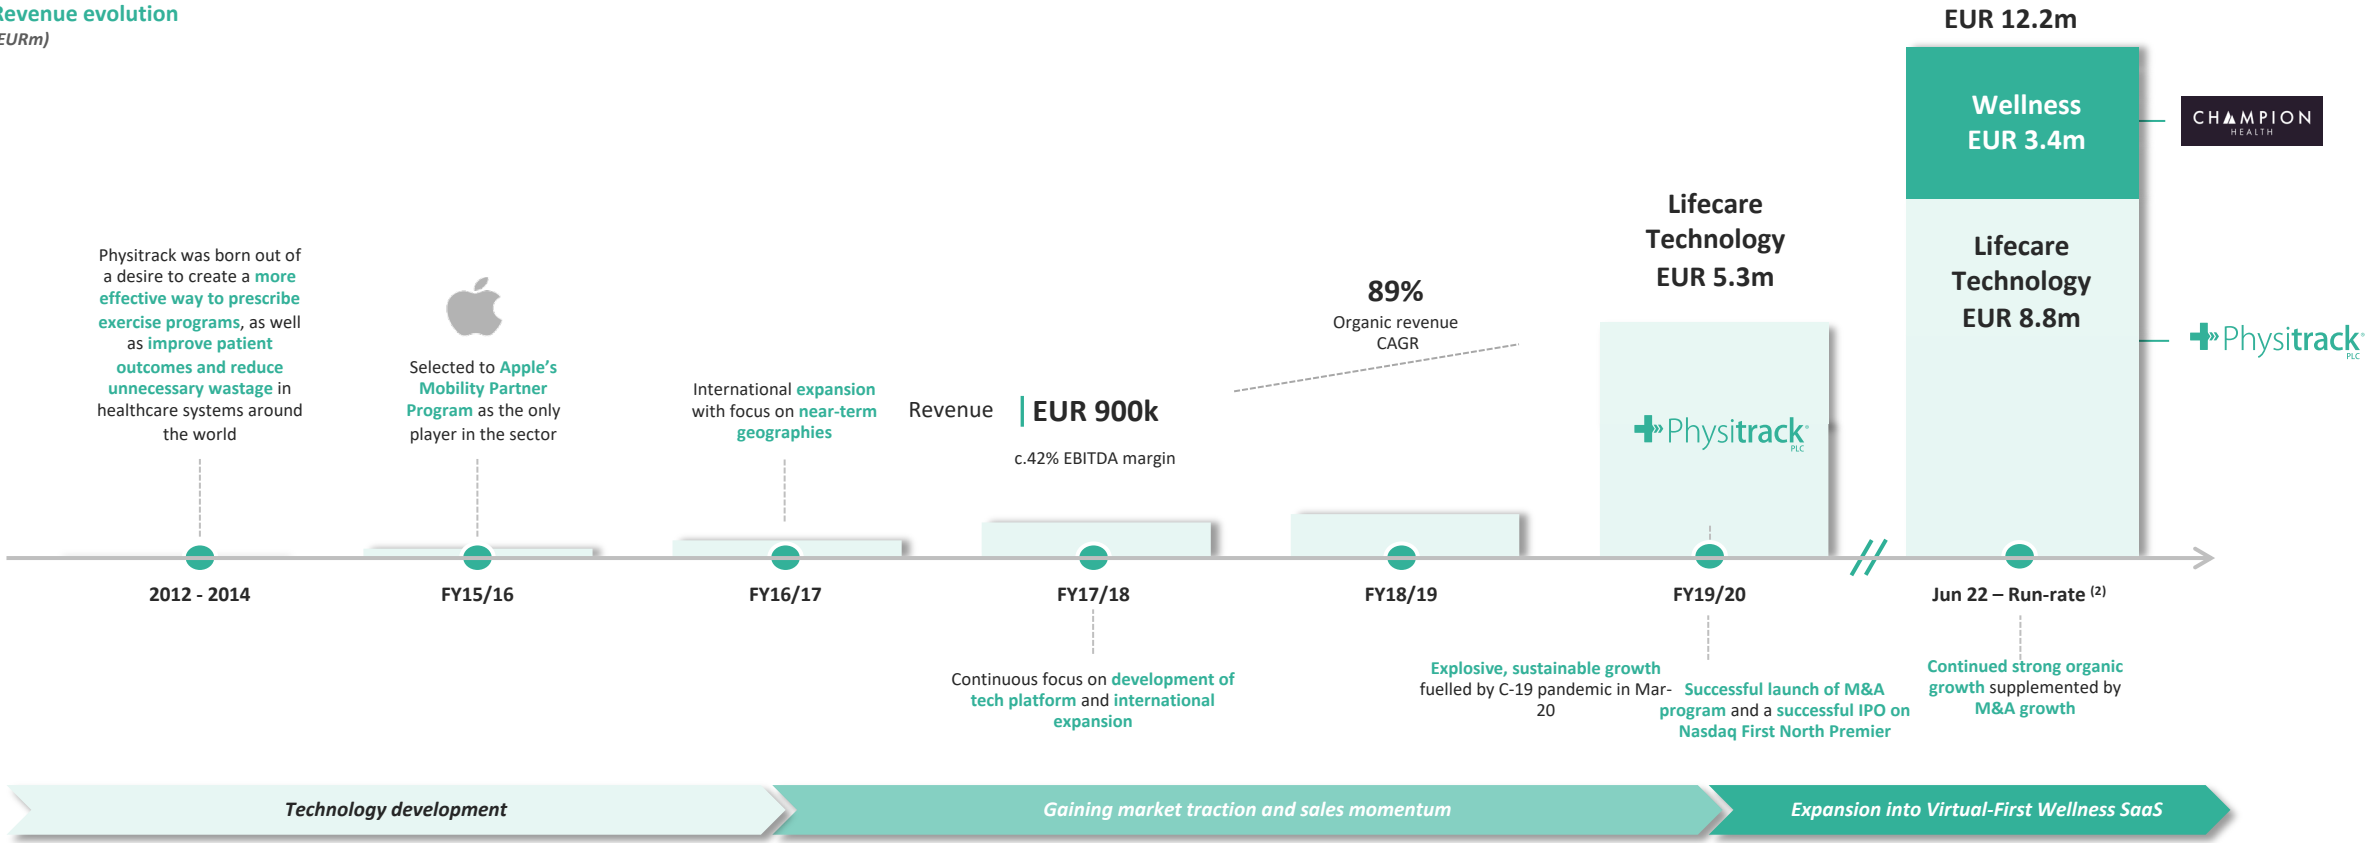 Revenue evolution
EURm)
Physitrack was born out of
a desire to create a more
effective way to prescribe
exercise programs, as well
as improve patient
outcomes and reduce
unnecessary wastage in
healthcare systems around
the world
Selected to Apple's
Mobility Partner
Program as the only
player in the sector
International expansion
with focus on near-term
geographies
Revenue
EUR 900k
c.42% EBITDA margin
89%
Organic revenue
CAGR
Lifecare
Technology
EUR 5.3m
Physitrack
PLC
EUR 12.2m
Wellness
EUR 3.4m
Lifecare
Technology
EUR 8.8m
CHAMPION
HEALTH
Physitrack
PLC
2012 - 2014
FY15/16
FY16/17
FY17/18
FY18/19
FY19/20
Jun 22 – Run-rate (2)
Continuous focus on development of
tech platform and international
expansion
Explosive, sustainable growth
fuelled by C-19 pandemic in Mar-
20
Successful launch of M&A
program and a successful IPO on
Nasdaq First North Premier
Continued strong organic
growth supplemented by
M&A growth
Technology development
Gaining market traction and sales momentum
Expansion into Virtual-First Wellness SaaS